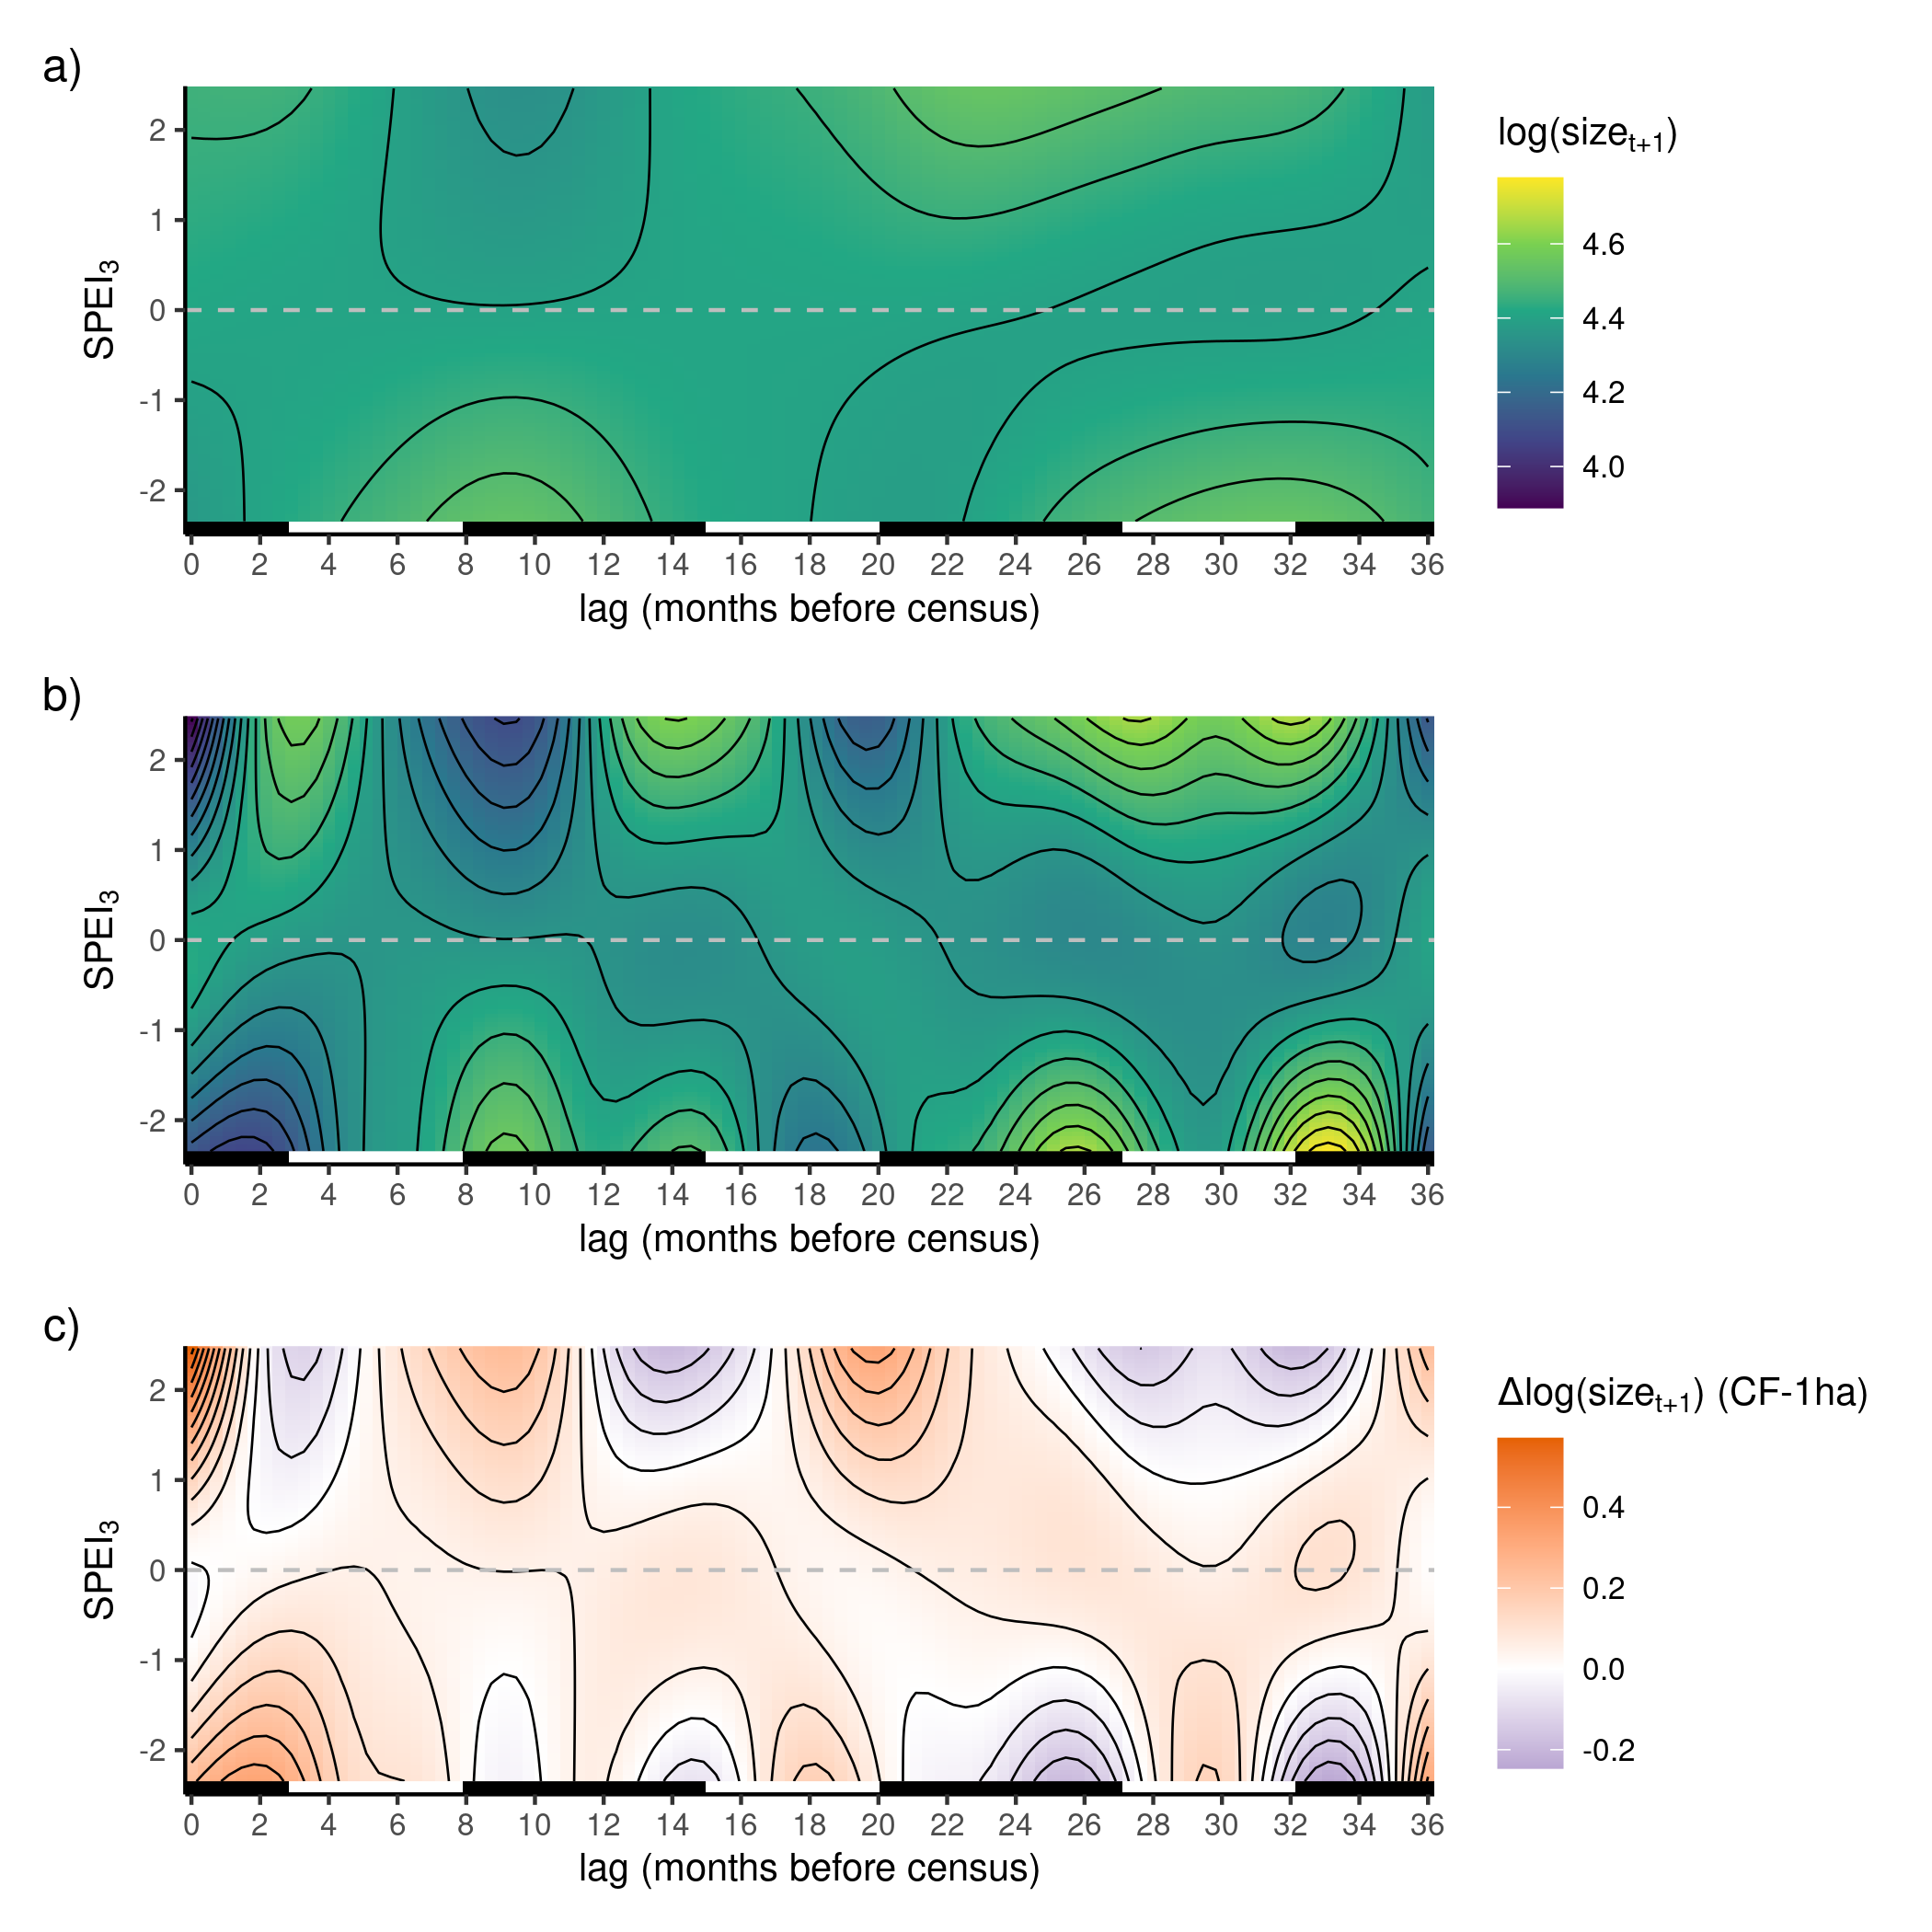 a)
2
1
0
-1
-2
SPEI3
0 2 4 6 8 10 12 14 16 18 20 22 24 26 28 30 32 34 36
lag (months before census)
log(sizet+1)
4.6
4.4
4.2
4.0
b)
2
1
0
-1
-2
SPEI3
0 2 4 6 8 10 12 14 16 18 20 22 24 26 28 30 32 34 36
lag (months before census)
c)
2
1
0
-1
-2
SPEI3
0 2 4 6 8 10 12 14 16 18 20 22 24 26 28 30 32 34 36
lag (months before census)
Δlog(sizet+1) (CF-1ha)
0.4
0.2
0.0
-0.2